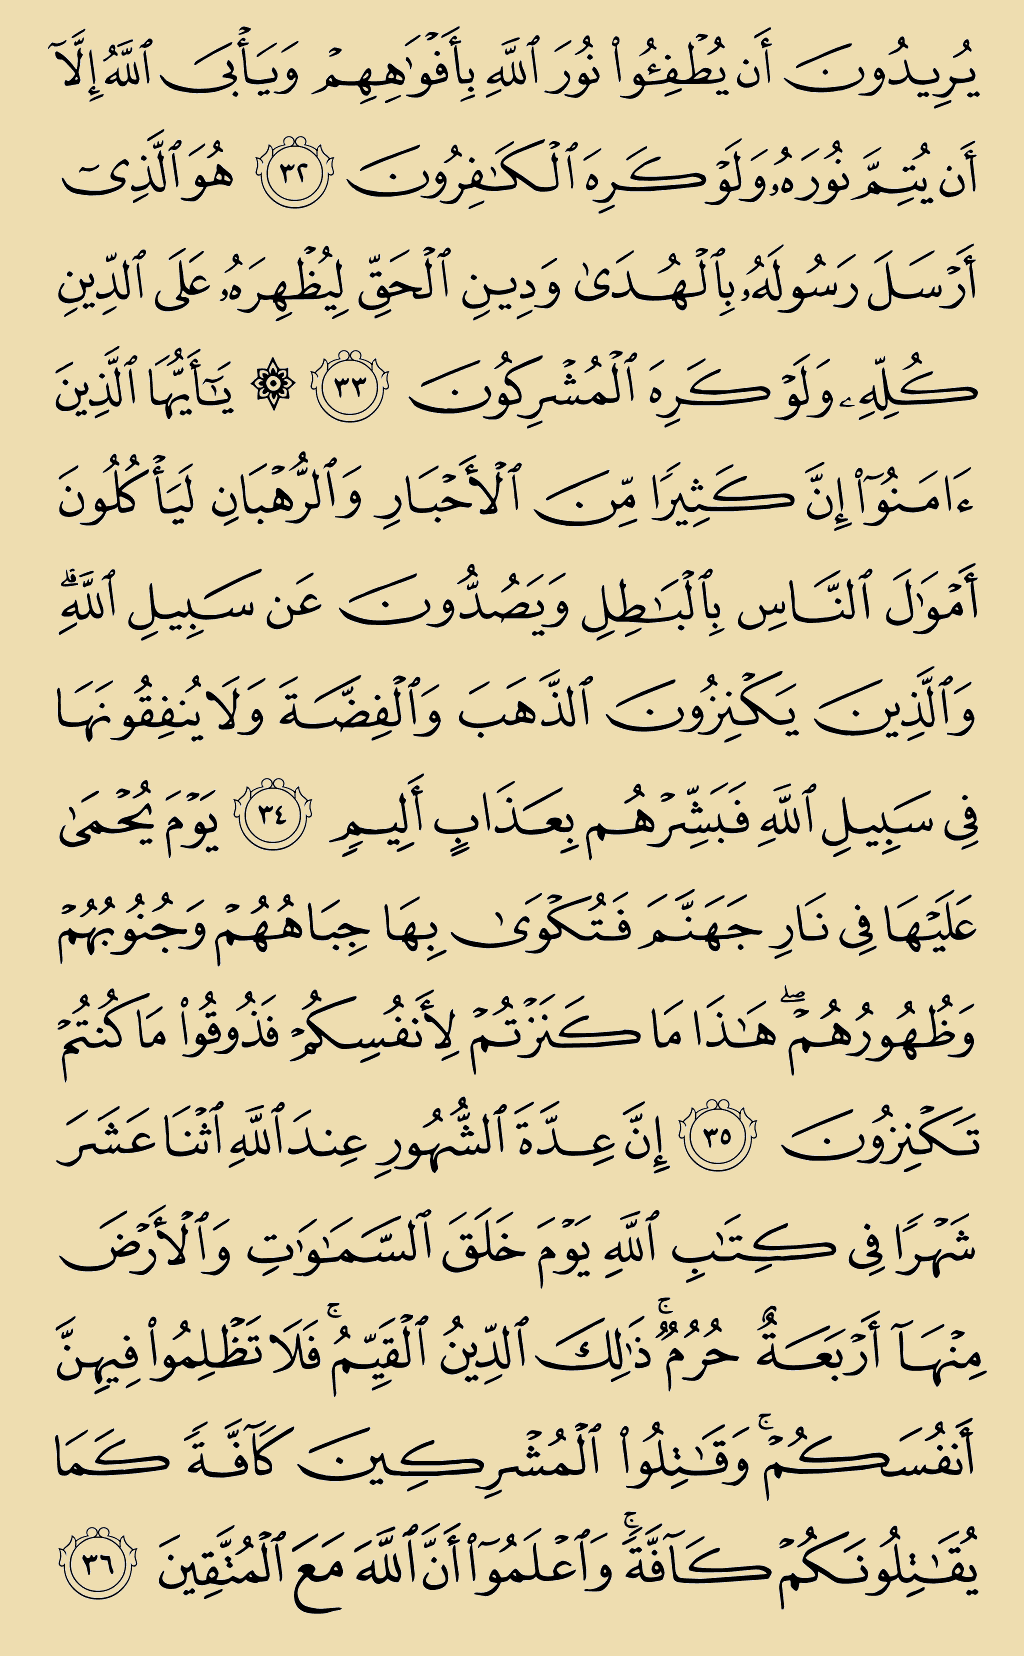 يُرِيدُونَ أَن يُطْفِـُٔوا۟ نُورَ ٱللَّهِ بِأَفْوَٰهِهِمْ وَيَأْبَى ٱللَّهُ إِلَّآ
أَن يُتِمَّ نُورَهُۥ وَلَوْ كَرِهَ ٱلْكَـٰفِرُونَ ٣٢ هُوَ ٱلَّذِىٓ
أَرْسَلَ رَسُولَهُۥ بِٱلْهُدَىٰ وَدِينِ ٱلْحَقِّ لِيُظْهِرَهُۥ عَلَى ٱلدِّينِ
كُلِّهِۦ وَلَوْ كَرِهَ ٱلْمُشْرِكُونَ ٣٣ ۞ يَـٰٓأَيُّهَا ٱلَّذِينَ
ءَامَنُوٓا۟ إِنَّ كَثِيرًا مِّنَ ٱلْأَحْبَارِ وَٱلرُّهْبَانِ لَيَأْكُلُونَ
أَمْوَٰلَ ٱلنَّاسِ بِٱلْبَـٰطِلِ وَيَصُدُّونَ عَن سَبِيلِ ٱللَّهِ ۗ
وَٱلَّذِينَ يَكْنِزُونَ ٱلذَّهَبَ وَٱلْفِضَّةَ وَلَا يُنفِقُونَهَا
فِى سَبِيلِ ٱللَّهِ فَبَشِّرْهُم بِعَذَابٍ أَلِيمٍ ٣٤ يَوْمَ يُحْمَىٰ
عَلَيْهَا فِى نَارِ جَهَنَّمَ فَتُكْوَىٰ بِهَا جِبَاهُهُمْ وَجُنُوبُهُمْ
وَظُهُورُهُمْ ۖ هَـٰذَا مَا كَنَزْتُمْ لِأَنفُسِكُمْ فَذُوقُوا۟ مَا كُنتُمْ
تَكْنِزُونَ ٣٥ إِنَّ عِدَّةَ ٱلشُّهُورِ عِندَ ٱللَّهِ ٱثْنَا عَشَرَ
شَهْرًا فِى كِتَـٰبِ ٱللَّهِ يَوْمَ خَلَقَ ٱلسَّمَـٰوَٰتِ وَٱلْأَرْضَ
مِنْهَآ أَرْبَعَةٌ حُرُمٌ ۚ ذَٰلِكَ ٱلدِّينُ ٱلْقَيِّمُ ۚ فَلَا تَظْلِمُوا۟ فِيهِنَّ
أَنفُسَكُمْ ۚ وَقَـٰتِلُوا۟ ٱلْمُشْرِكِينَ كَآفَّةً كَمَا
يُقَـٰتِلُونَكُمْ كَآفَّةً ۚ وَٱعْلَمُوٓا۟ أَنَّ ٱللَّهَ مَعَ ٱلْمُتَّقِينَ ٣٦